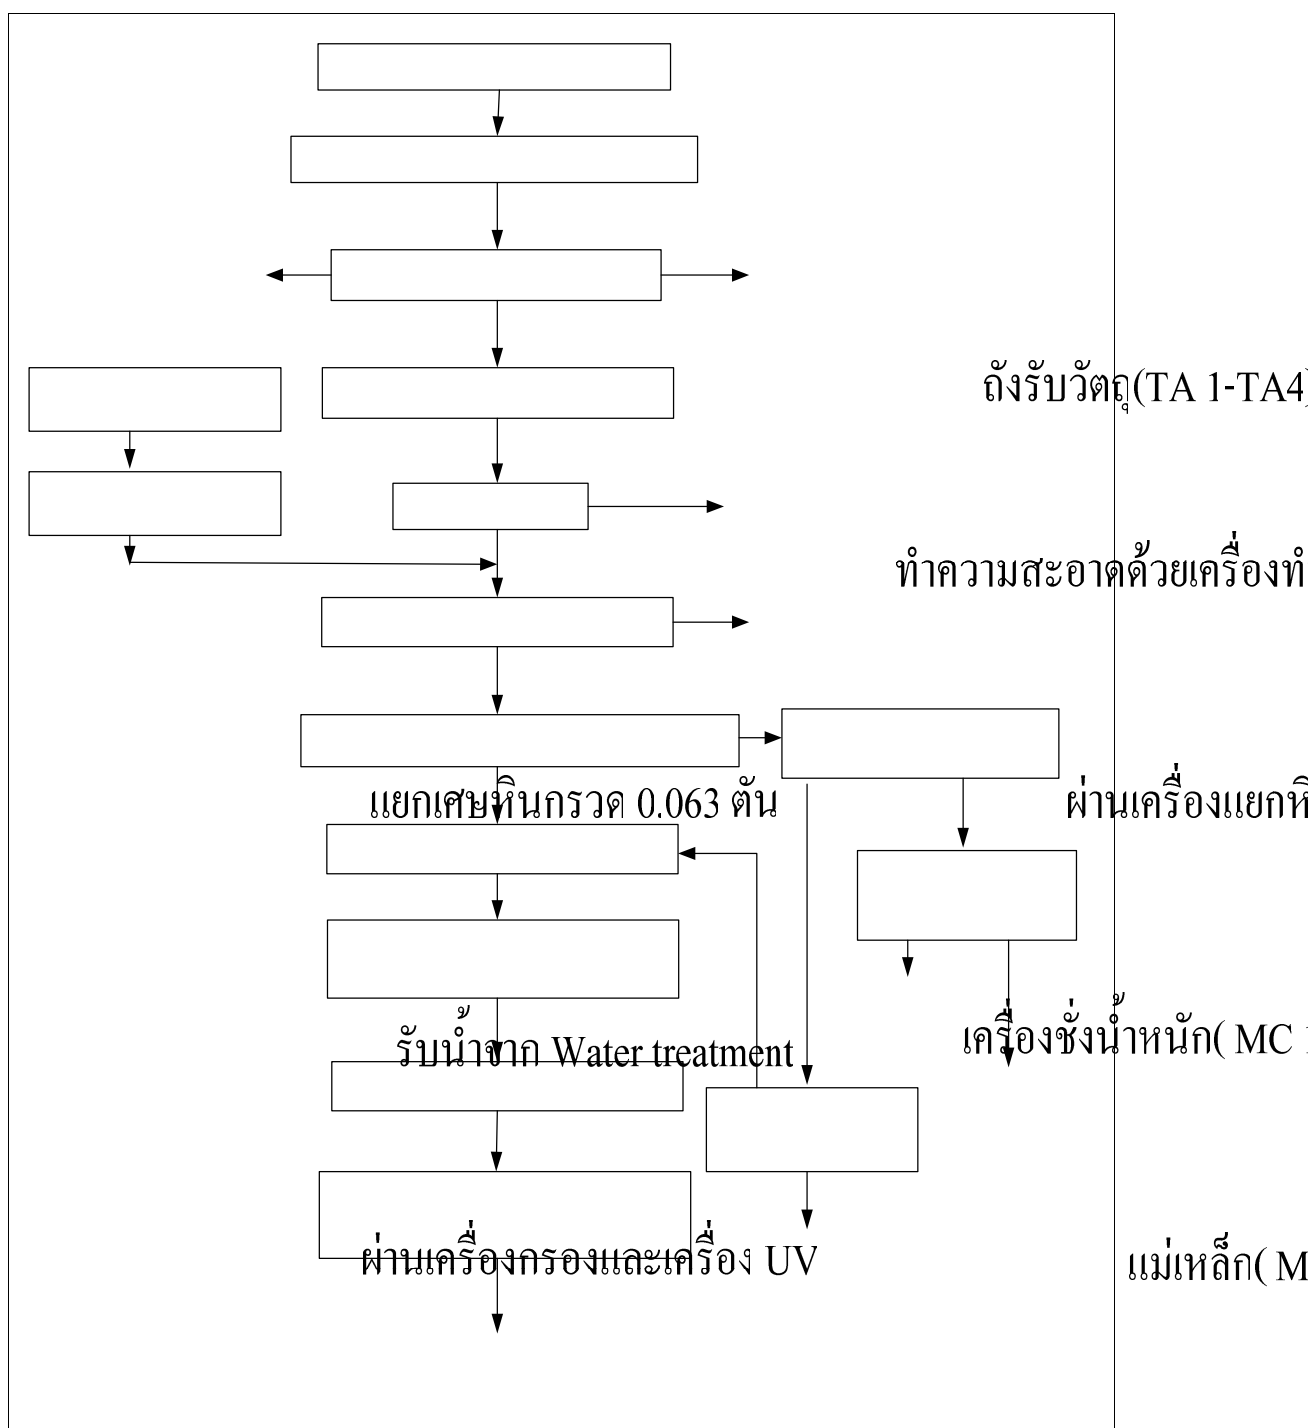 ถังรับวัตถุ(TA 1-TA4)
ทำความสะอาดด้วยเครื่องทำ
แยกเศษหินกรวด 0.063 ตัน
ผ่านเครื่องแยกหิ
รับน้ำจาก Water treatment
เครื่องชั่งน้ำหนัก( MC
ผ่านเครื่องกรองและเครื่อง UV
แม่เหล็ก( M